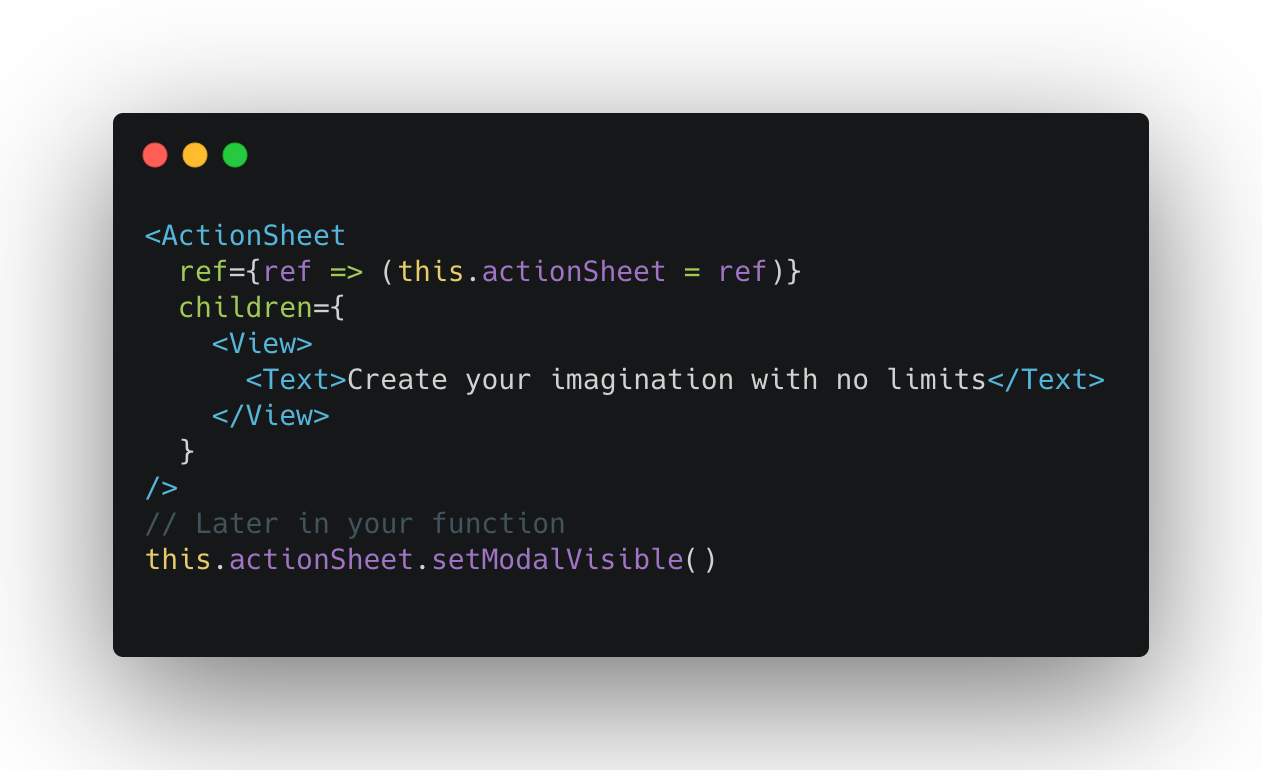 <ActionSheet
  ref={ref => (this.actionSheet = ref)}
  children={
    <View>
      <Text>Create your imagination with no limits</Text>
    </View>
  }
/>
// Later in your function
this.actionSheet.setModalVisible()